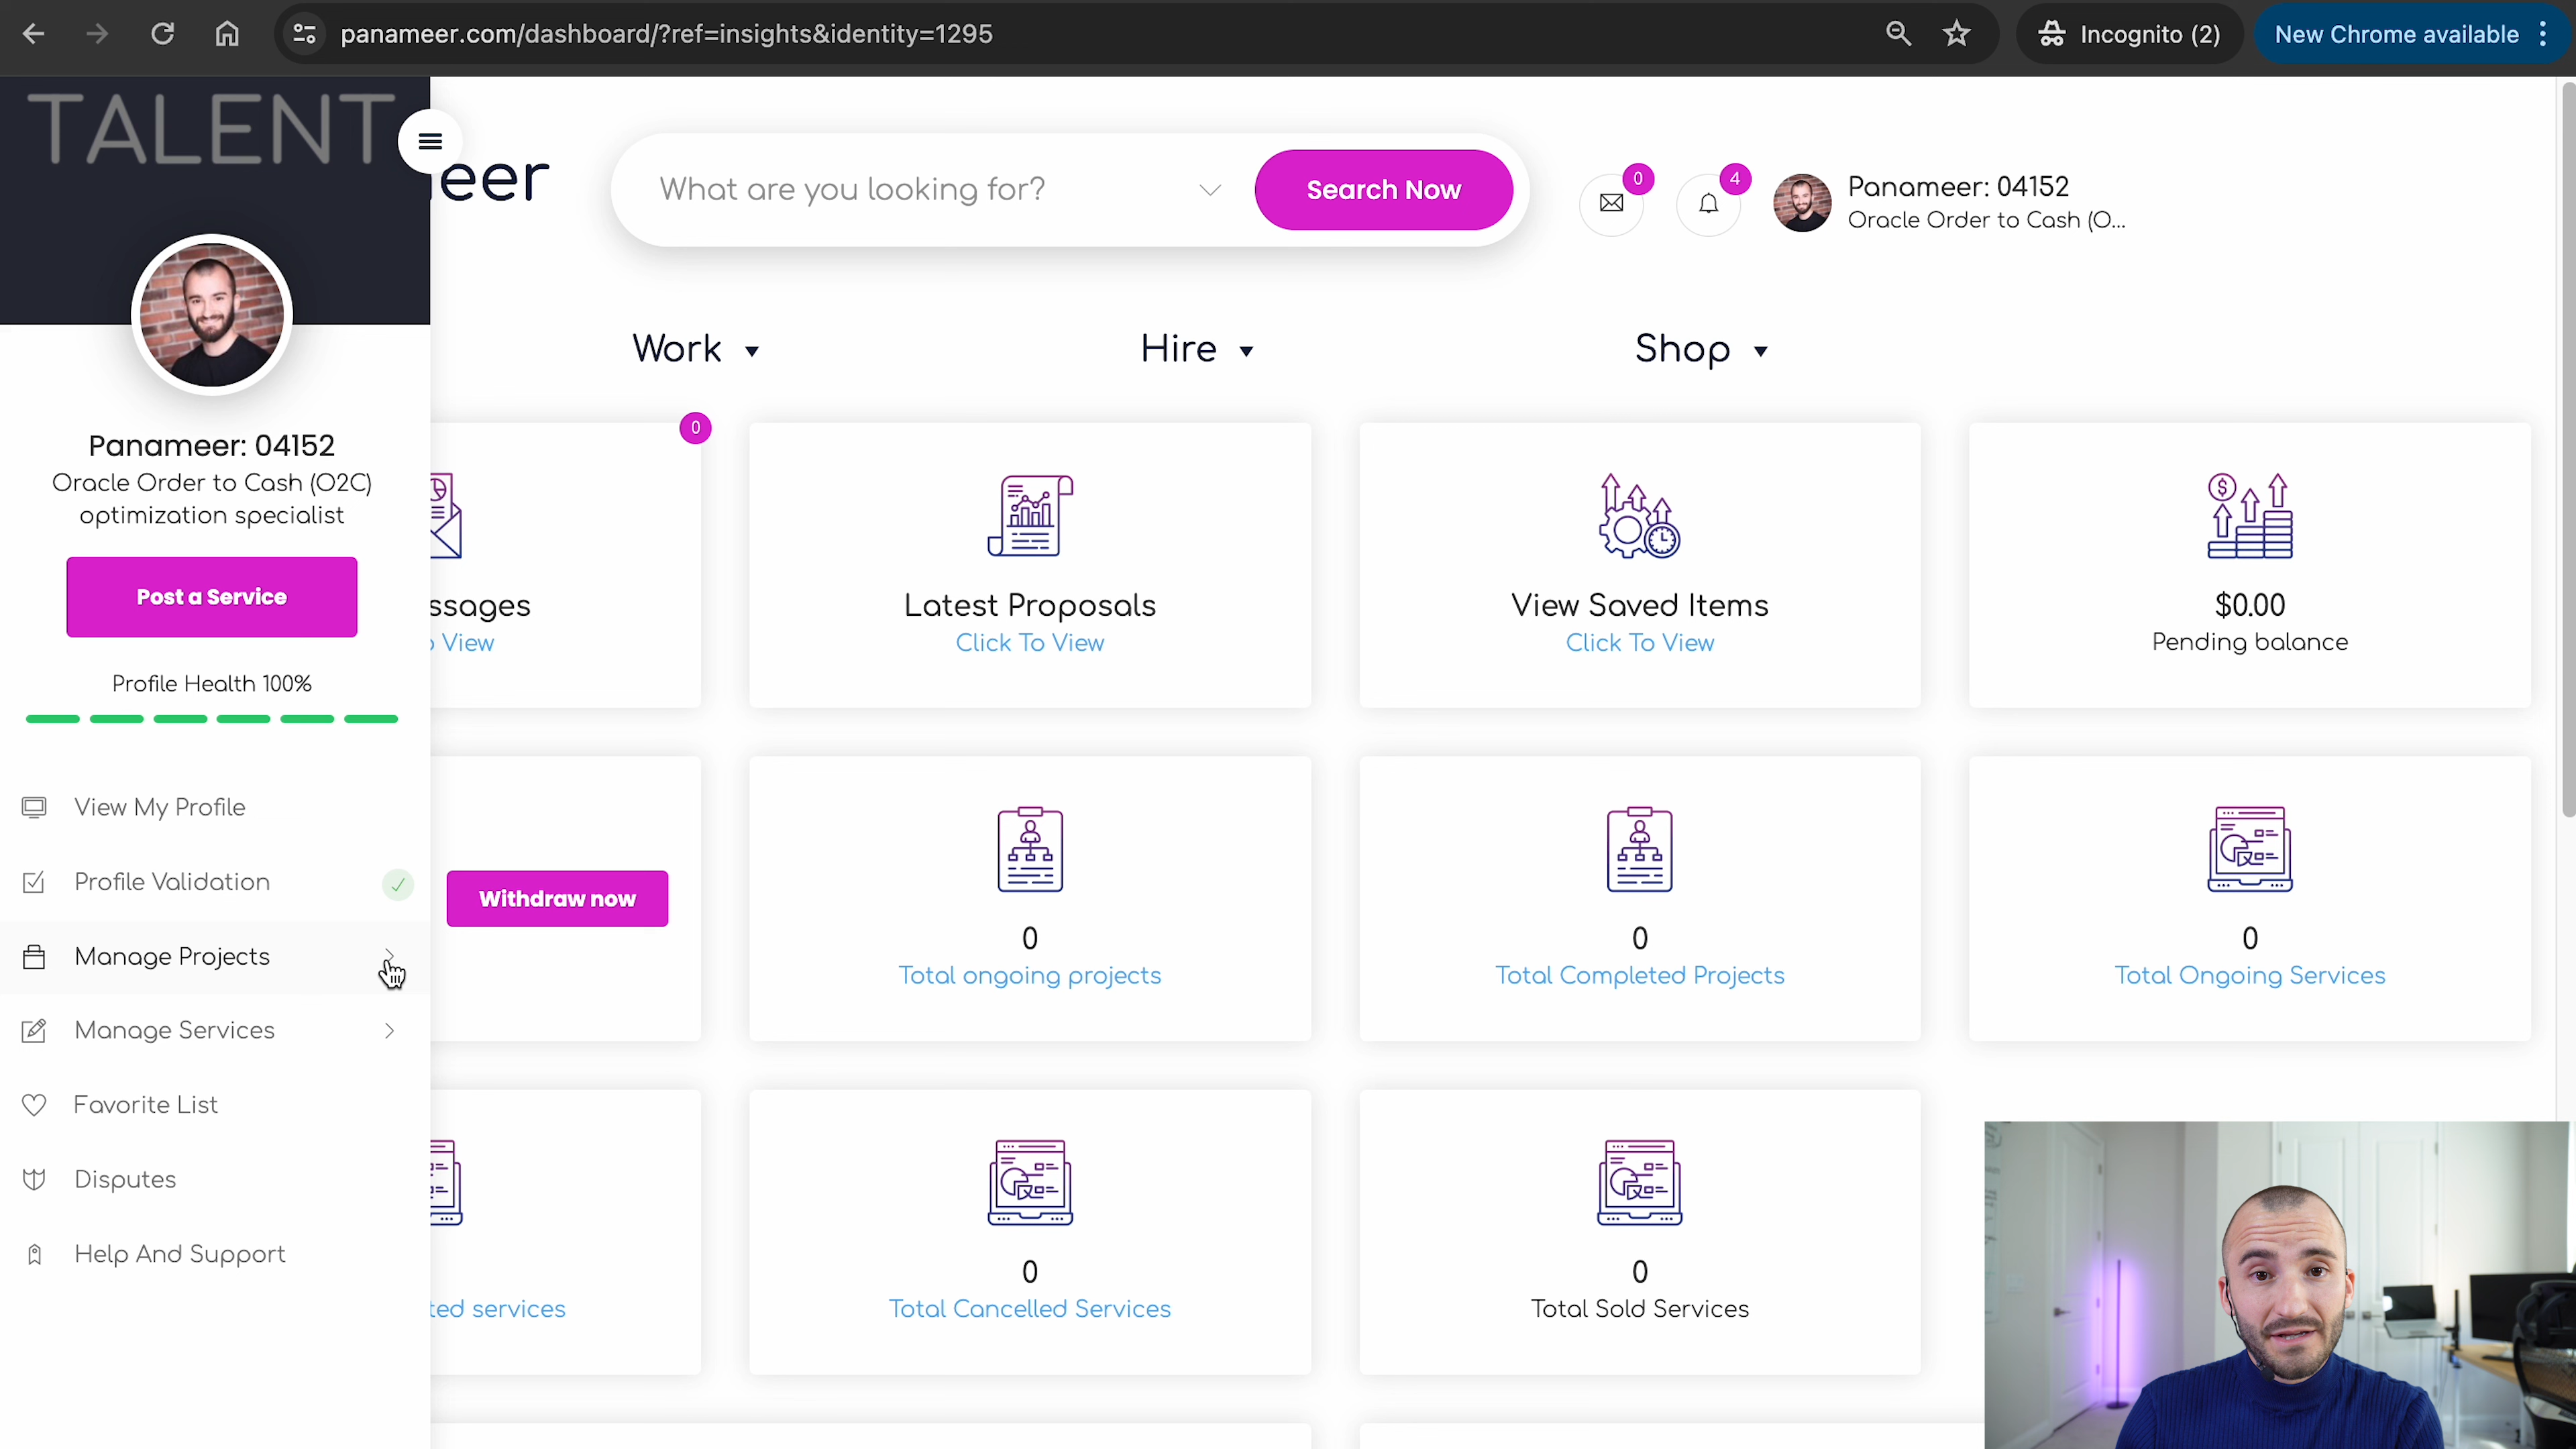 panameer.com/dashboard/?ref=insights&identity=1295
Incognito (2)
New Chrome available
TALENT
eer
What are you looking for?
Search Now
0
4
Panameer: 04152
Oracle Order to Cash (O...
Work
Hire
Shop
Panameer: 04152
Oracle Order to Cash (O2C)
optimization specialist
Post a Service
Profile Health 100%
View My Profile
Profile Validation
Manage Projects
Manage Services
Favorite List
Disputes
Help And Support
0
ssages
View
Latest Proposals
Click To View
View Saved Items
Click To View
$0.00
Pending balance
Withdraw now
0
Total ongoing projects
0
Total Completed Projects
0
Total Ongoing Services
ted services
0
Total Cancelled Services
0
Total Sold Services